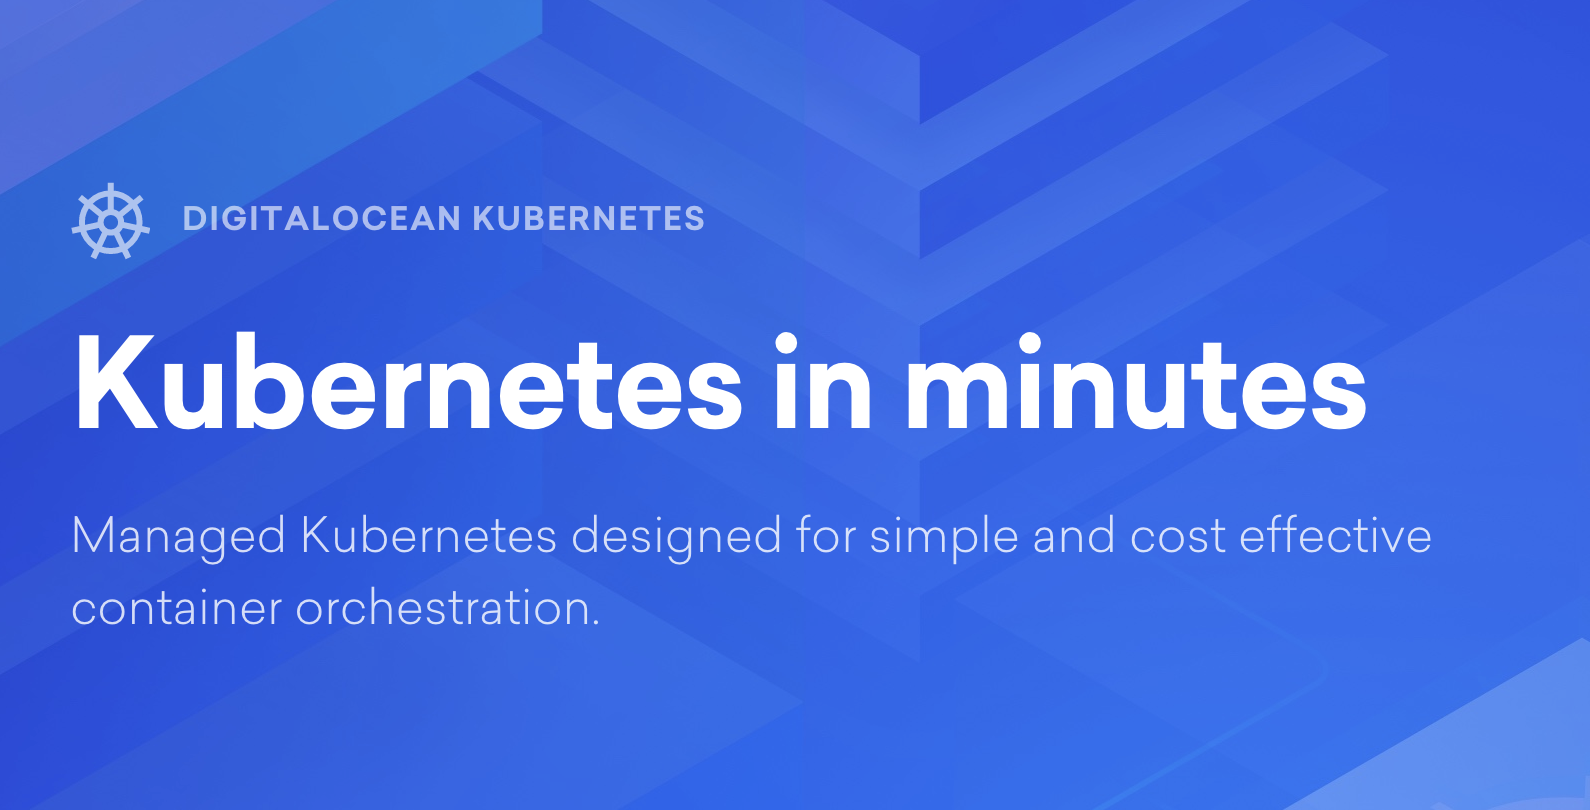 DIGITALOCEAN KUBERNETES
Kubernetes in minutes
Managed Kubernetes designed for simple and cost effective
container orchestration.